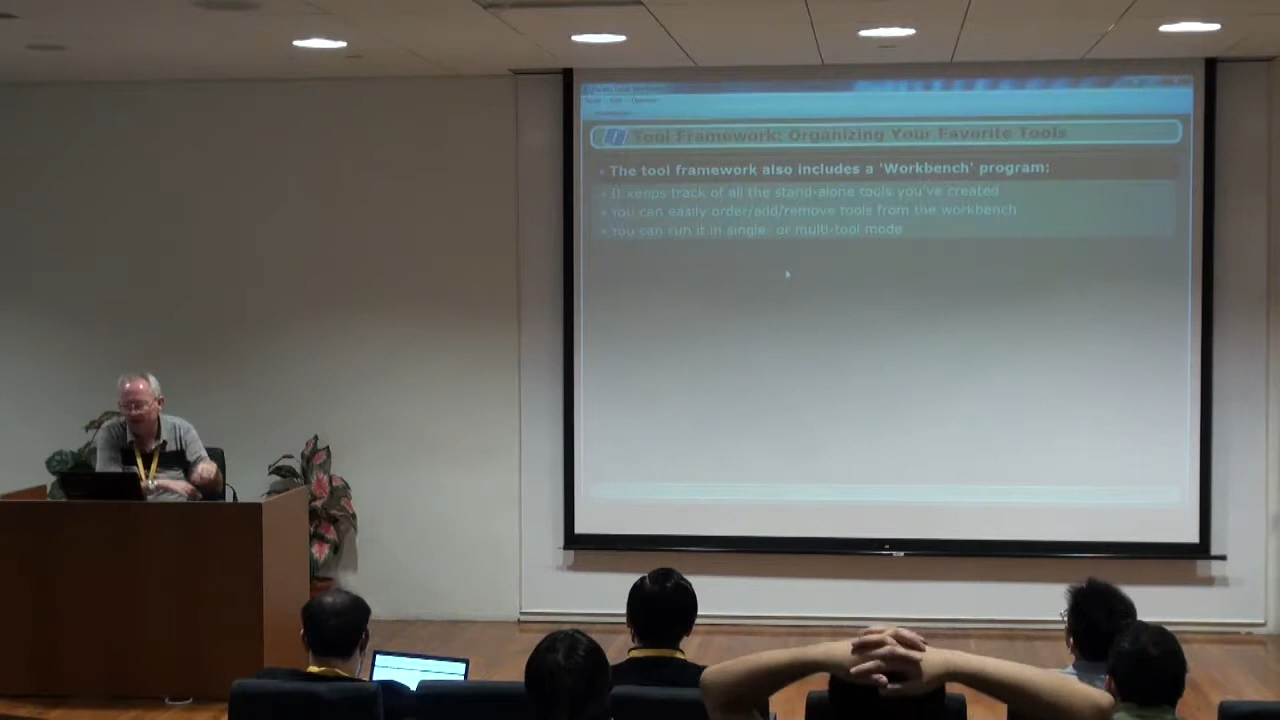 Tool Framework: Organizing Your Favorite Tools
• The tool framework also includes a 'Workbench' program:
• It keeps track of all the stand-alone tools you've created
• You can easily order/add/remove tools from the workbench
• You can run it in single- or multi-tool mode